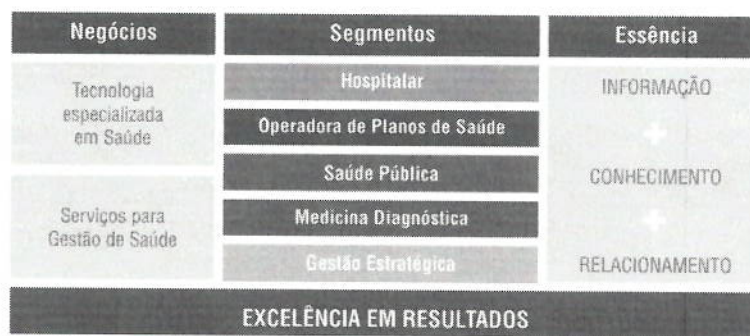 Negócios
Tecnologia
especializada
em Saúde
Serviços para
Gestão de Saúde
Segmentos
Hospitalar
Operadora de Planos de Saúde
Saúde Pública
Medicina Diagnóstica
Gestão Estratégica
Essência
INFORMAÇÃO
+
CONHECIMENTO
+
RELACIONAMENTO
EXCELÊNCIA EM RESULTADOS